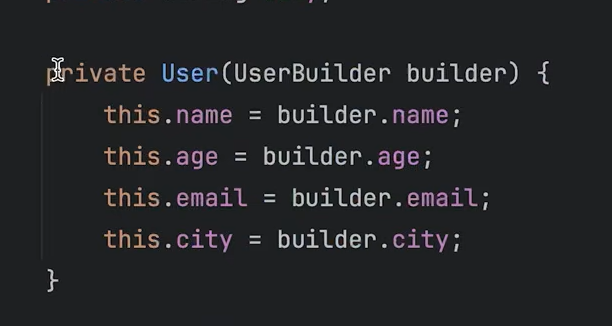 private User(UserBuilder builder) {
    this.name = builder.name;
    this.age = builder.age;
    this.email = builder.email;
    this.city = builder.city;
}